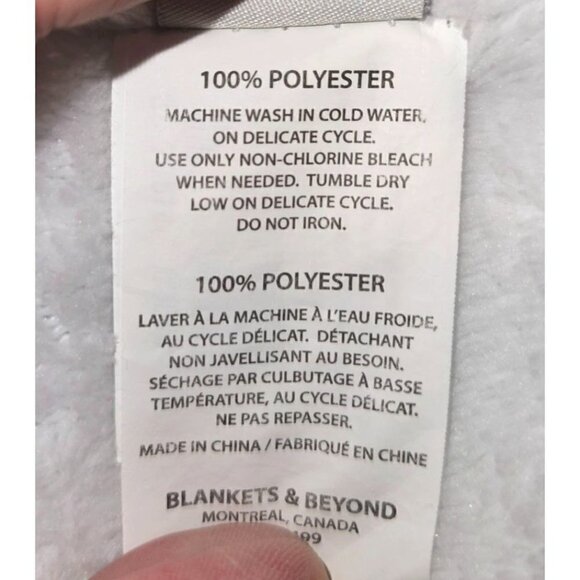 100% POLYESTER
MACHINE WASH IN COLD WATER,
ON DELICATE CYCLE.
USE ONLY NON-CHLORINE BLEACH
WHEN NEEDED. TUMBLE DRY
LOW ON DELICATE CYCLE.
DO NOT IRON.
100% POLYESTER
LAVER À LA MACHINE À L'EAU FROIDE,
AU CYCLE DÉLICAT. DÉTACHANT
NON JAVELLISANT AU BESOIN.
SÉCHAGE PAR CULBUTAGE À BASSE
TEMPÉRATURE, AU CYCLE DÉLICAT.
NE PAS REPASSER.
MADE IN CHINA / FABRIQUÉ EN CHINE
BLANKETS & BEYOND
MONTREAL, CANADA